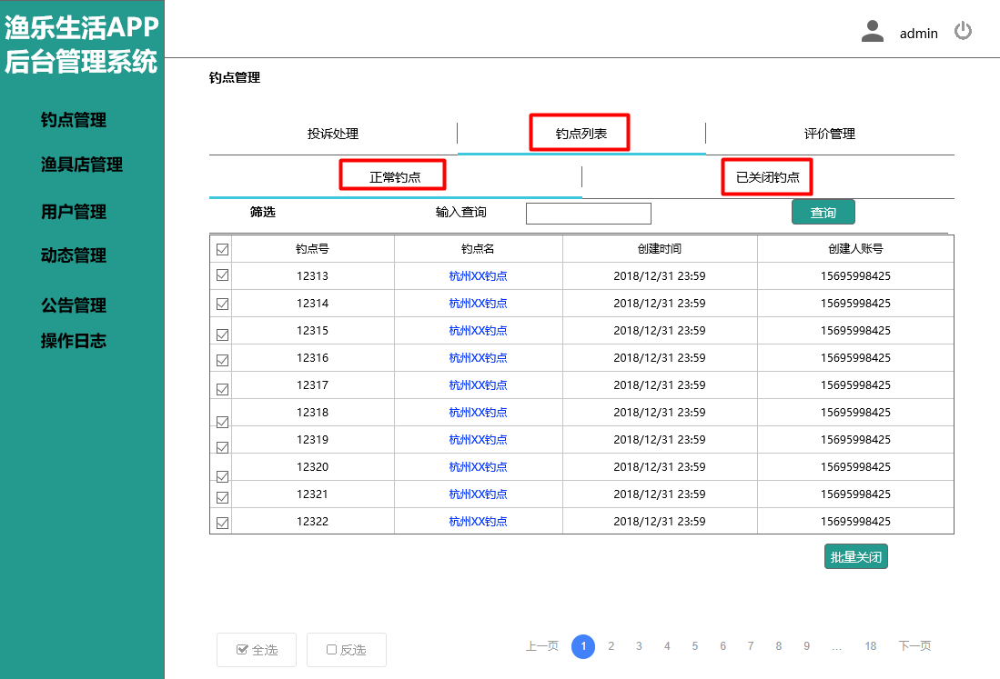 渔乐生活APP
后台管理系统
admin
钓点管理
渔具店管理
用户管理
动态管理
公告管理
操作日志
钓点管理
投诉处理 钓点列表 评价管理
正常钓点 已关闭钓点
筛选 输入查询 查询
钓点号 钓点名 创建时间 创建人账号
12313 杭州XX钓点 2018/12/31 23:59 15695998425
12314 杭州XX钓点 2018/12/31 23:59 15695998425
12315 杭州XX钓点 2018/12/31 23:59 15695998425
12316 杭州XX钓点 2018/12/31 23:59 15695998425
12317 杭州XX钓点 2018/12/31 23:59 15695998425
12318 杭州XX钓点 2018/12/31 23:59 15695998425
12319 杭州XX钓点 2018/12/31 23:59 15695998425
12320 杭州XX钓点 2018/12/31 23:59 15695998425
12321 杭州XX钓点 2018/12/31 23:59 15695998425
12322 杭州XX钓点 2018/12/31 23:59 15695998425
批量关闭
全选 反选 上一页 1 2 3 4 5 6 7 8 9 ... 18 下一页